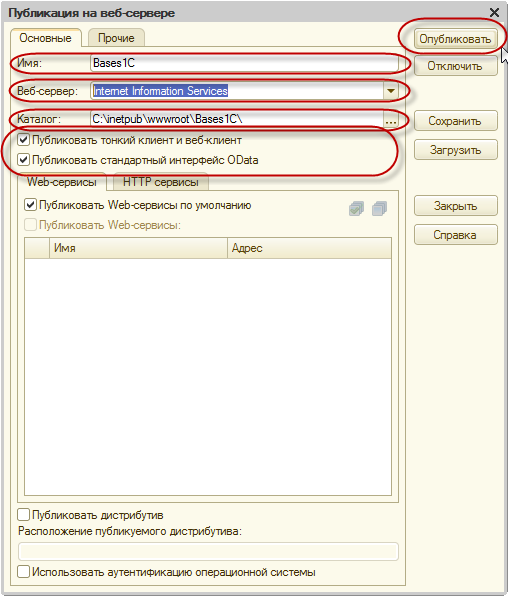 Публикация на веб-сервере
Основные Прочие
Опубликовать
Имя: Bases1C
Отключить
Веб-сервер: Internet Information Services
Каталог: C:\inetpub\wwwroot\Bases1C\ ...
Сохранить
Публиковать тонкий клиент и веб-клиент
Загрузить
Публиковать стандартный интерфейс OData
Web-сервисы HTTP сервисы
Публиковать Web-сервисы по умолчанию
Закрыть
Публиковать Web-сервисы:
Справка
Имя Адрес
Публиковать дистрибутив
Расположение публикуемого дистрибутива:
Использовать аутентификацию операционной системы